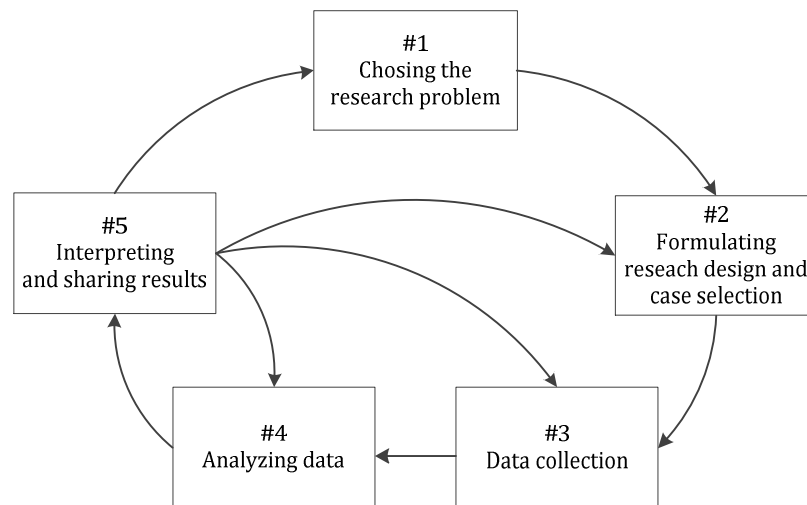 #1
Chosing the
research problem
#2
Formulating
reseach design and
case selection
#3
Data collection
#4
Analyzing data
#5
Interpreting
and sharing results